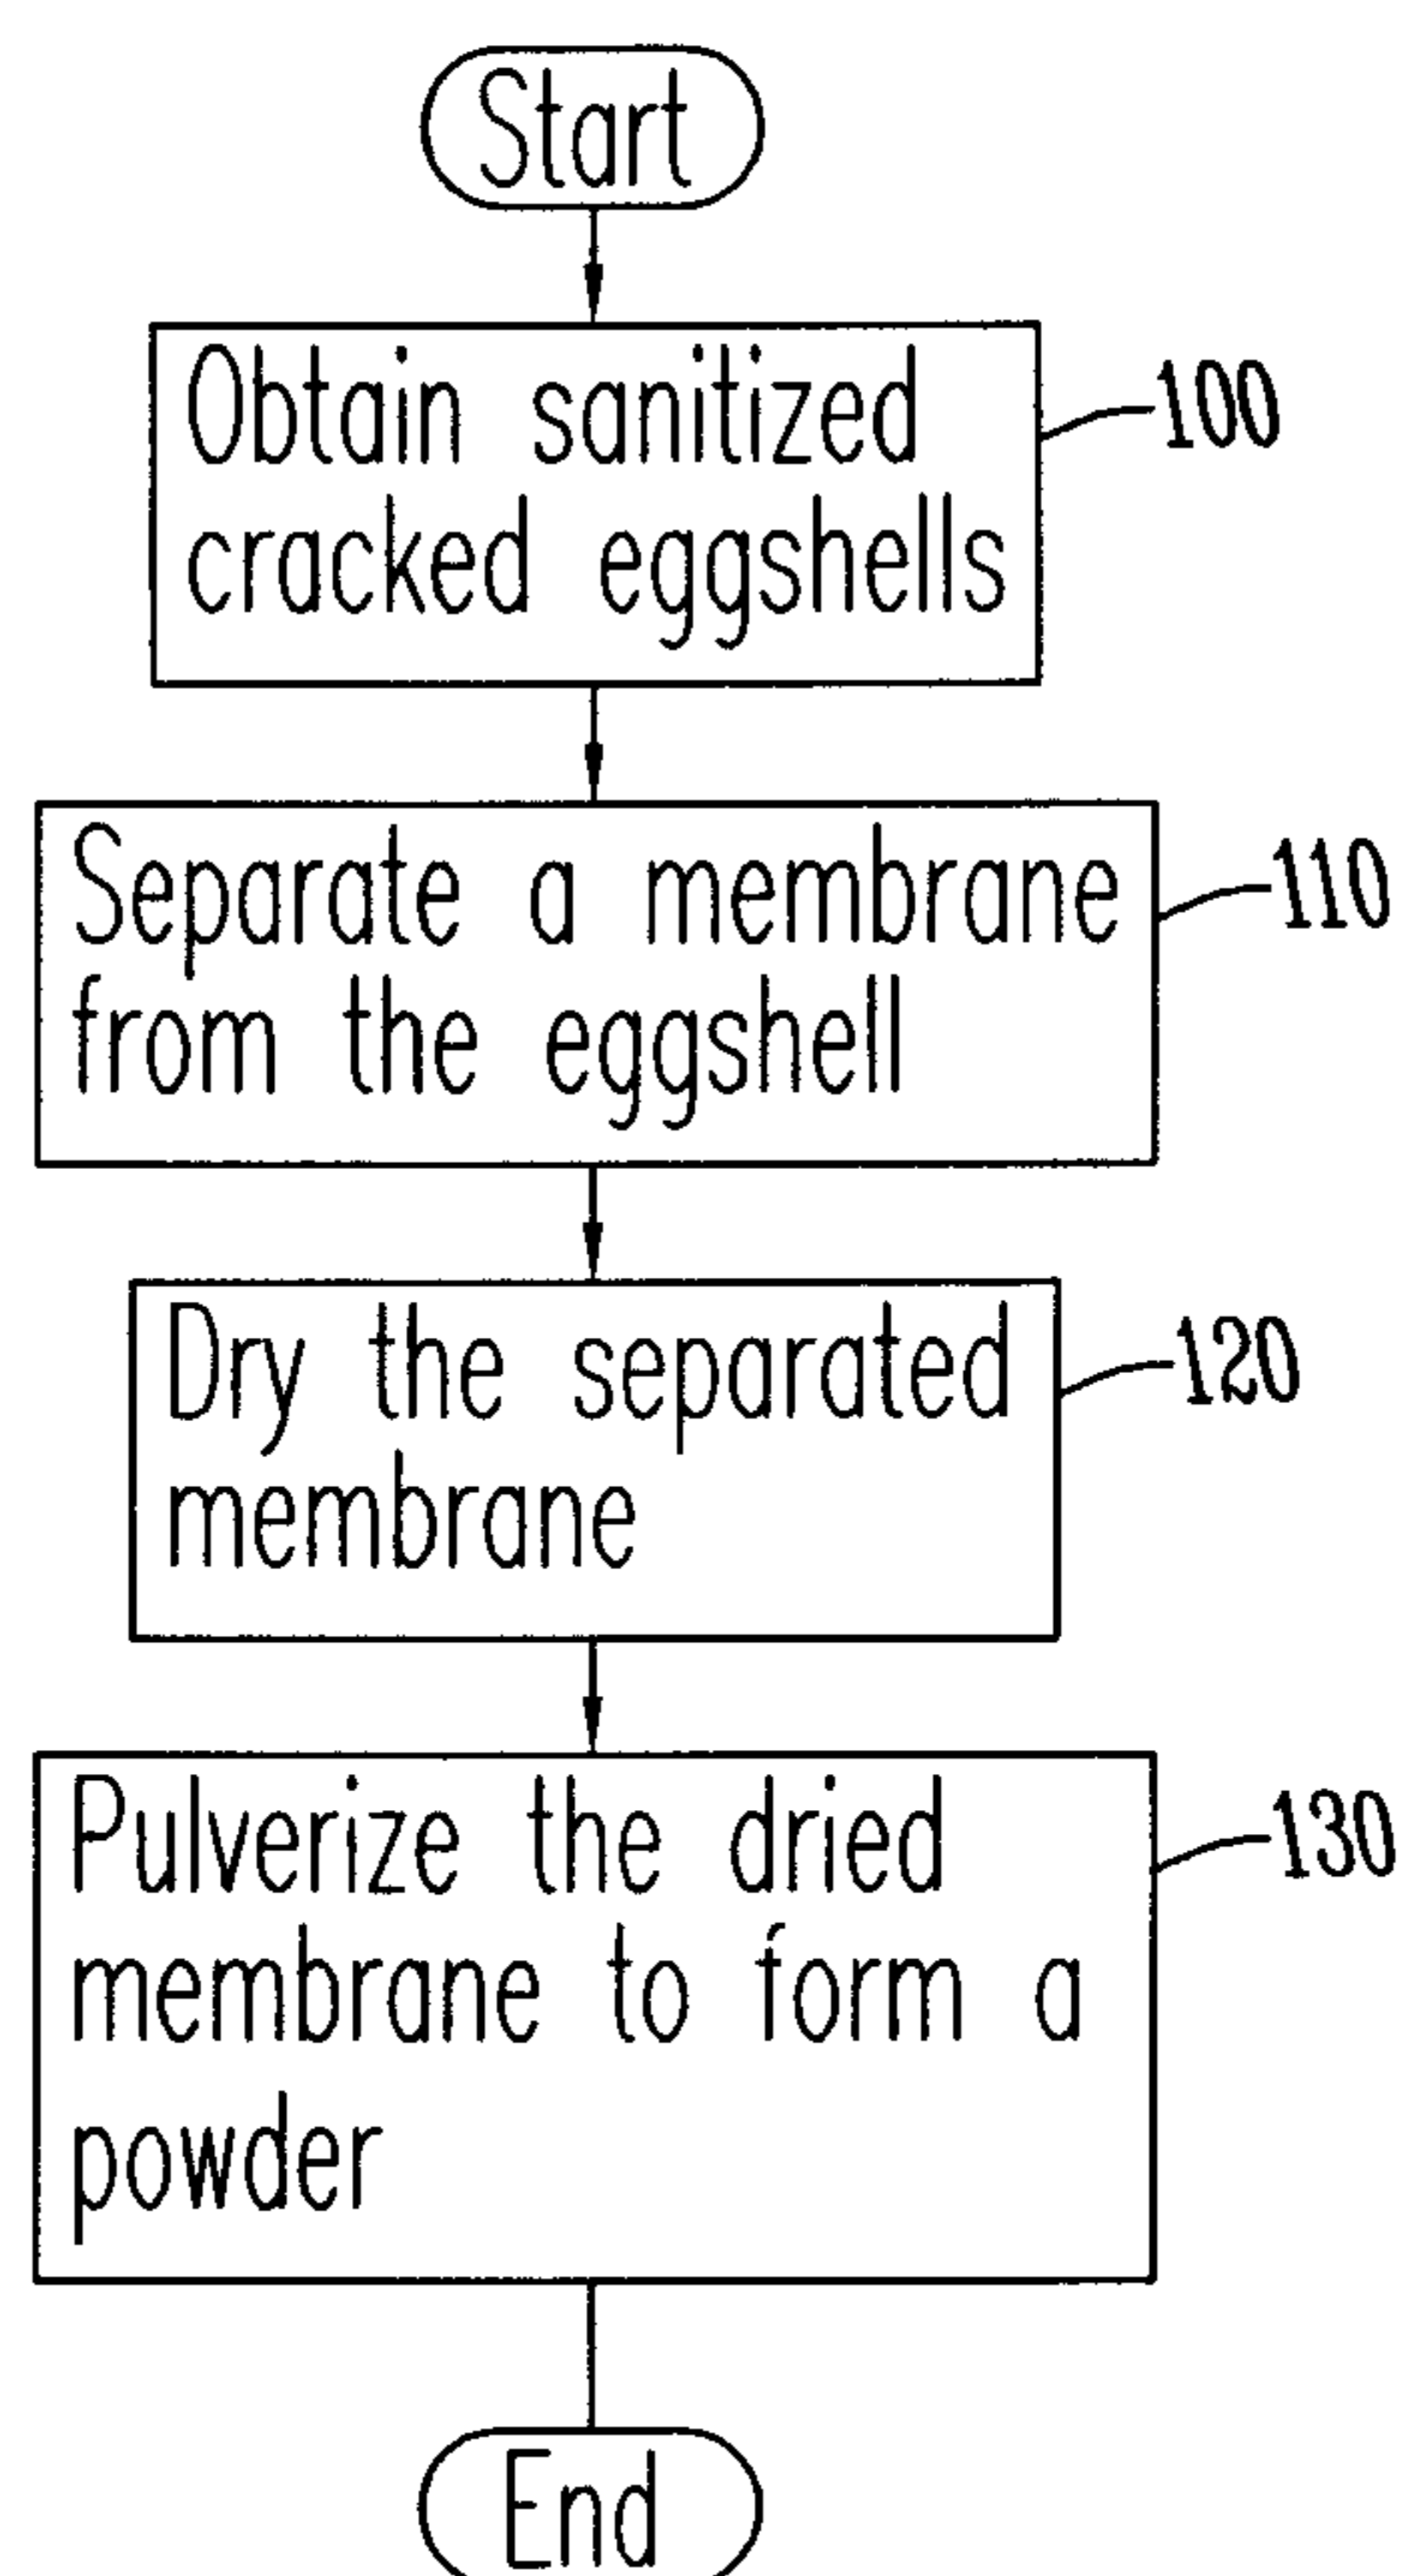 Start
Obtain sanitized
cracked eggshells
100
Separate a membrane
from the eggshell
110
Dry the separated
membrane
120
Pulverize the dried
membrane to form a
powder
130
End